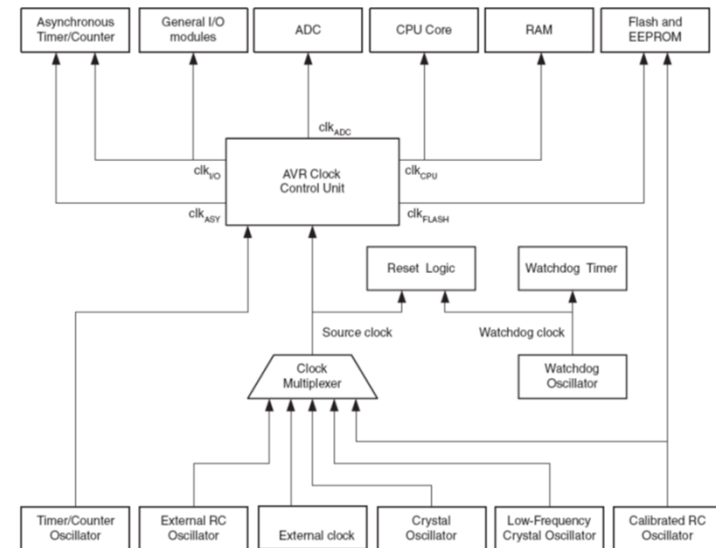 Asynchronous
Timer/Counter
General I/O
modules
ADC
CPU Core
RAM
Flash and
EEPROM
clkADC
clkI/O
AVR Clock
Control Unit
clkCPU
clkASY
clkFLASH
Reset Logic
Watchdog Timer
Source clock
Watchdog clock
Clock
Multiplexer
Watchdog
Oscillator
Timer/Counter
Oscillator
External RC
Oscillator
External clock
Crystal
Oscillator
Low-Frequency
Crystal Oscillator
Calibrated RC
Oscillator